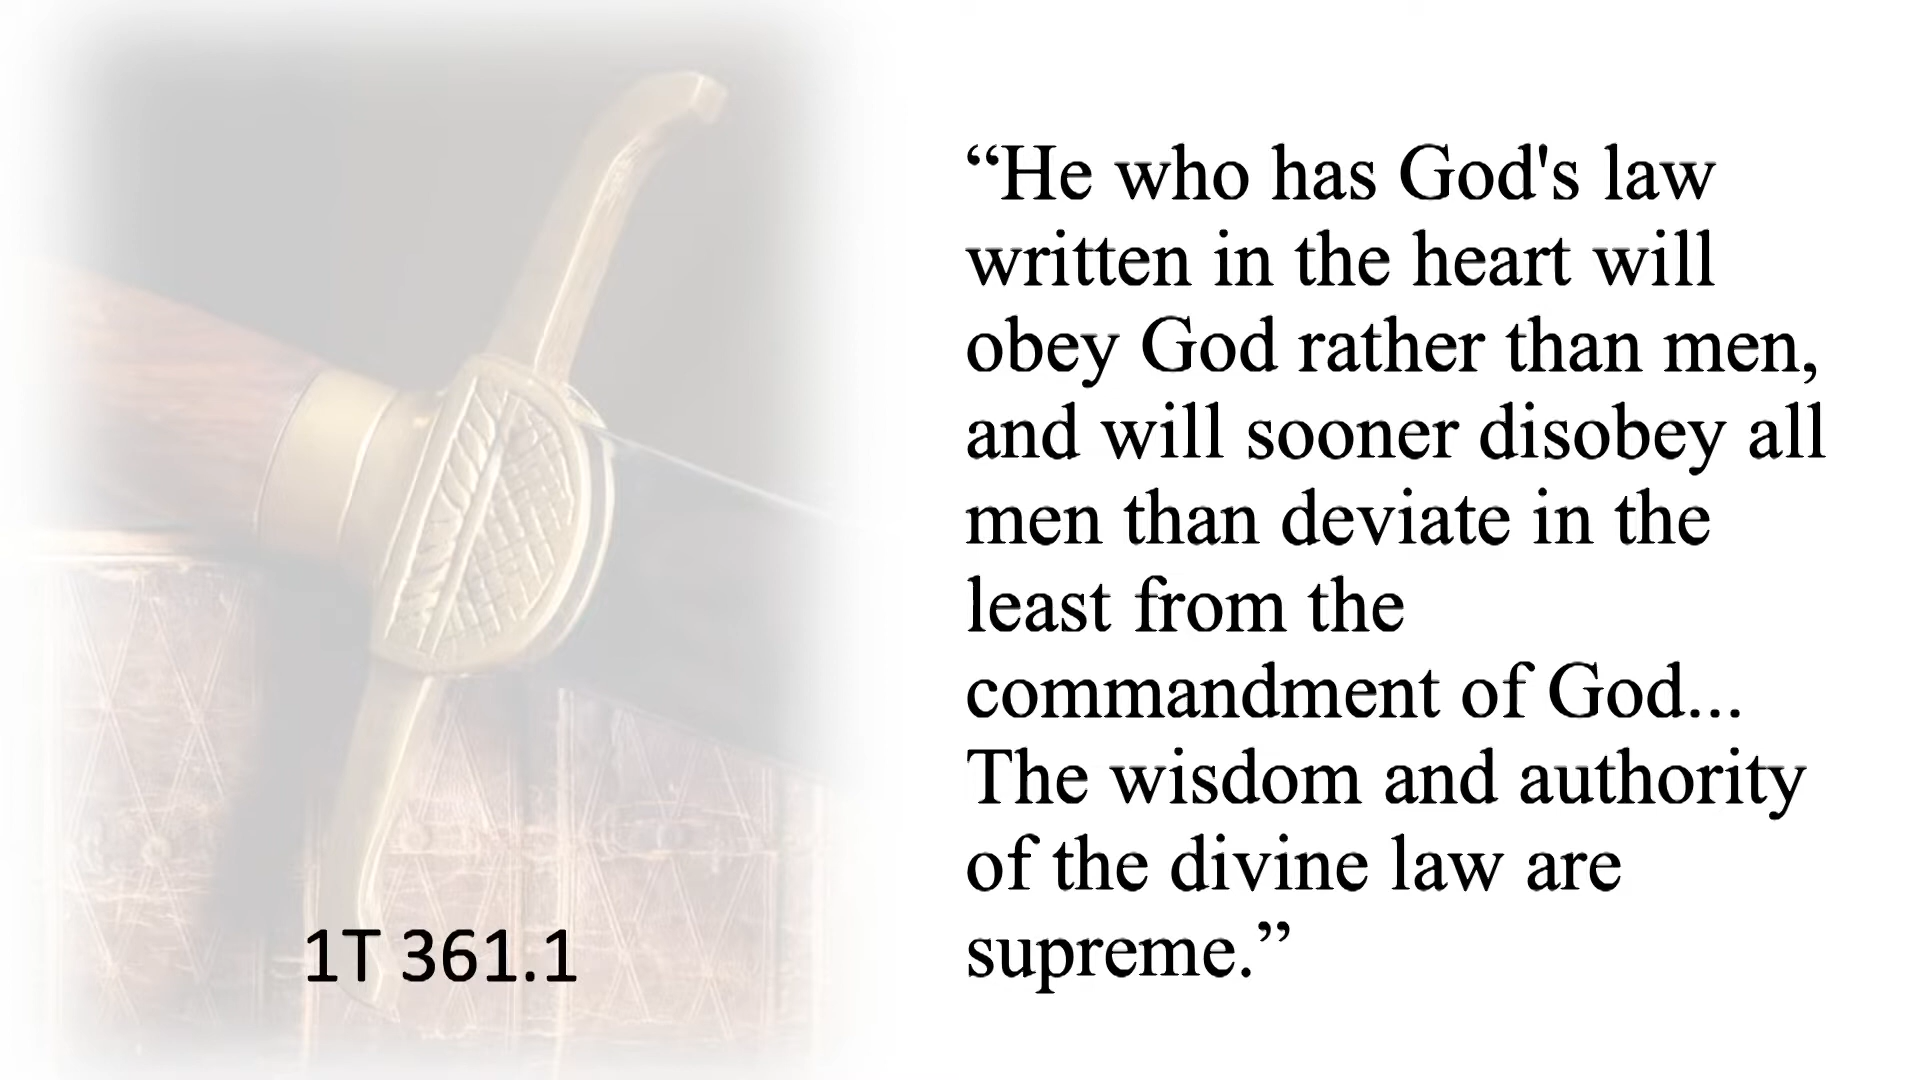 “He who has God's law
written in the heart will
obey God rather than men,
and will sooner disobey all
men than deviate in the
least from the
commandment of God...
The wisdom and authority
of the divine law are
supreme.”
1T 361.1